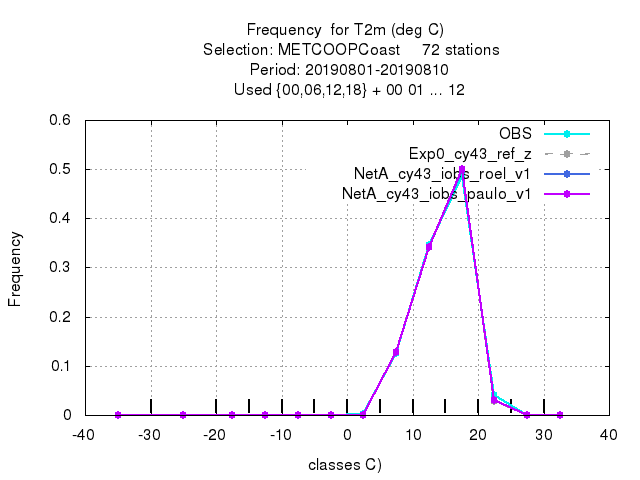 Frequency  for T2m (deg C)
Selection: METCOOPCoast     72 stations
Period: 20190801-20190810
Used {00,06,12,18} + 00 01 ... 12
OBS
Exp0_cy43_ref_z
NetA_cy43_iobs_roel_v1
NetA_cy43_iobs_paulo_v1
Frequency
0.6
0.5
0.4
0.3
0.2
0.1
0
-40 -30 -20 -10 0 10 20 30 40
classes C)